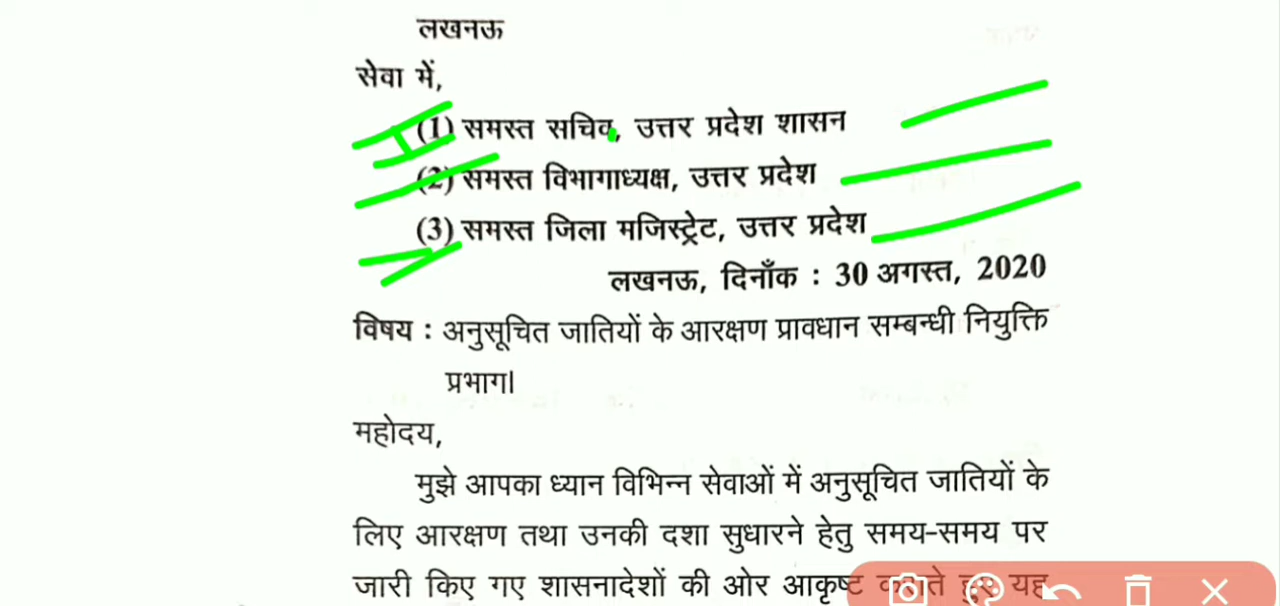 लखनऊ
सेवा में,
(1) समस्त सचिव, उत्तर प्रदेश शासन
(2) समस्त विभागाध्यक्ष, उत्तर प्रदेश
(3) समस्त जिला मजिस्ट्रेट, उत्तर प्रदेश
लखनऊ, दिनाँक : 30 अगस्त, 2020
विषय : अनुसूचित जातियों के आरक्षण प्रावधान सम्बन्धी नियुक्ति
प्रभाग।
महोदय,
मुझे आपका ध्यान विभिन्न सेवाओं में अनुसूचित जातियों के
लिए आरक्षण तथा उनकी दशा सुधारने हेतु समय-समय पर
जारी किए गए शासनादेशों की ओर आकृष्ट कराते हुए यह